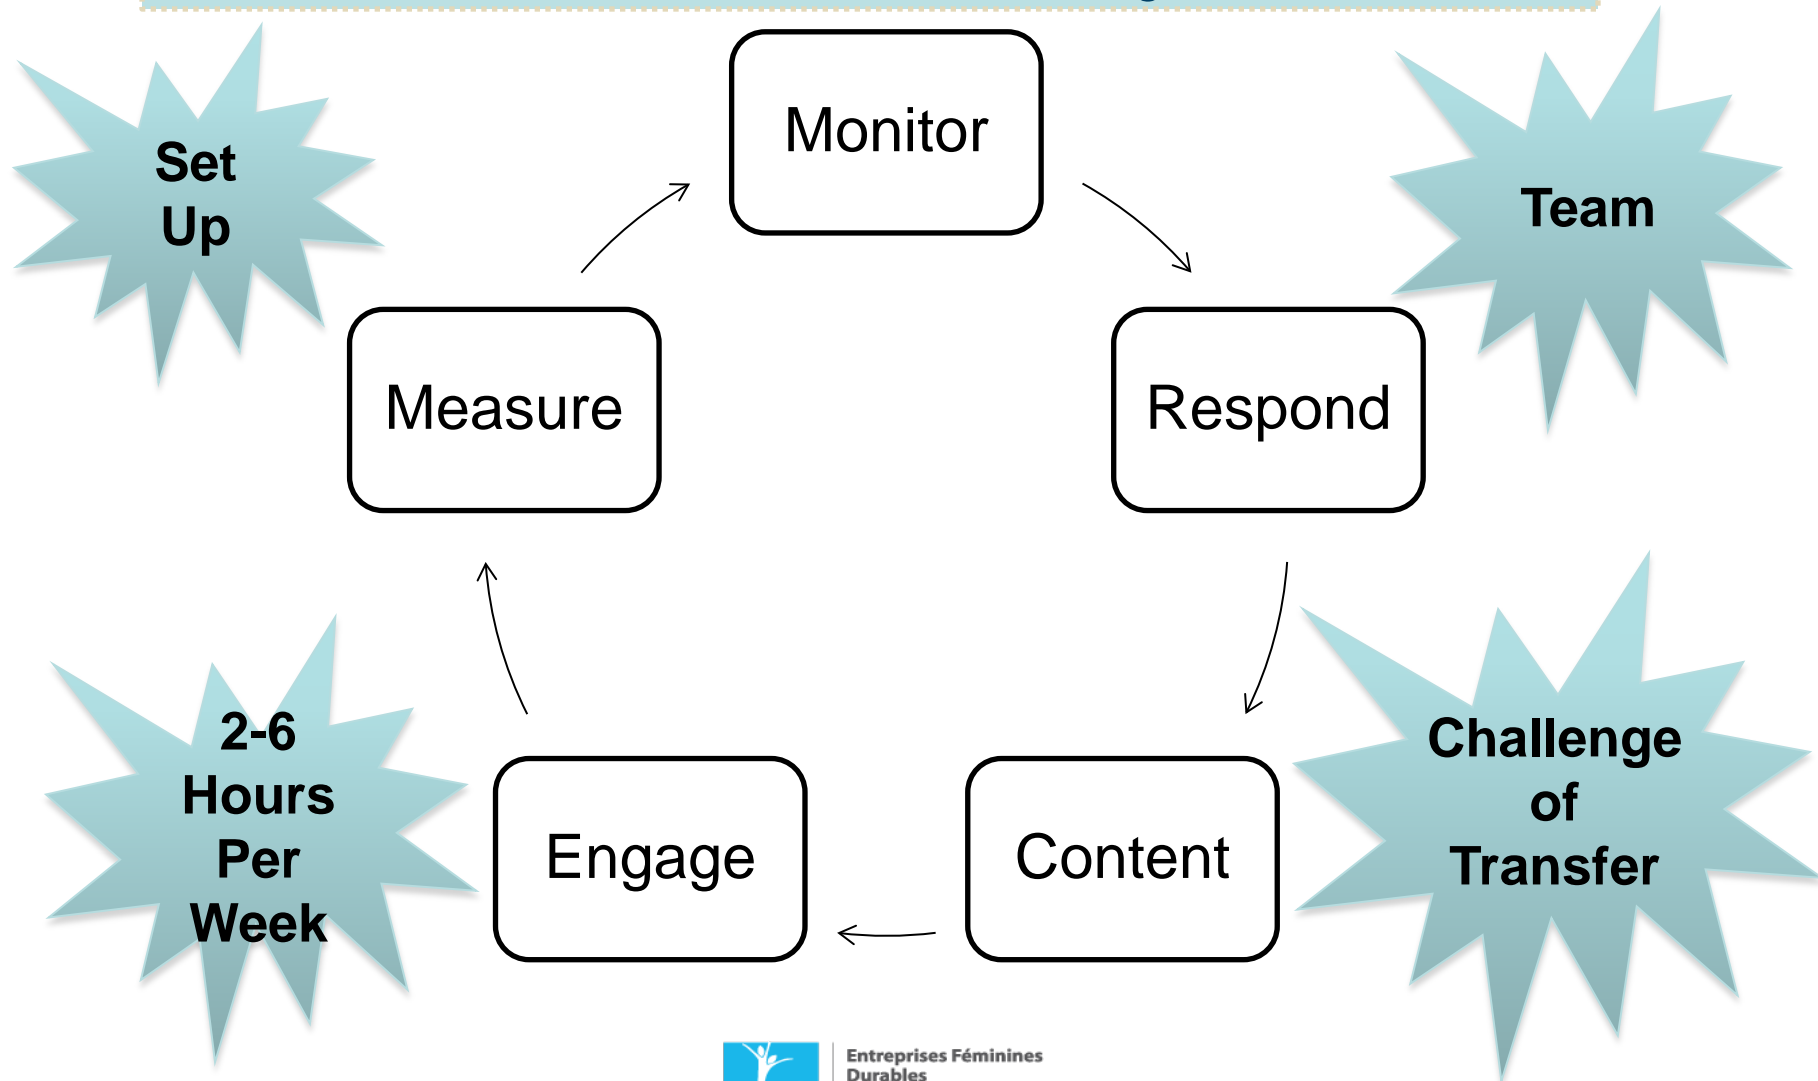 Monitor
Set
Up
Team
Measure
Respond
2-6
Hours
Per
Week
Engage
Content
Challenge
of
Transfer
Entreprises Féminines
Durables